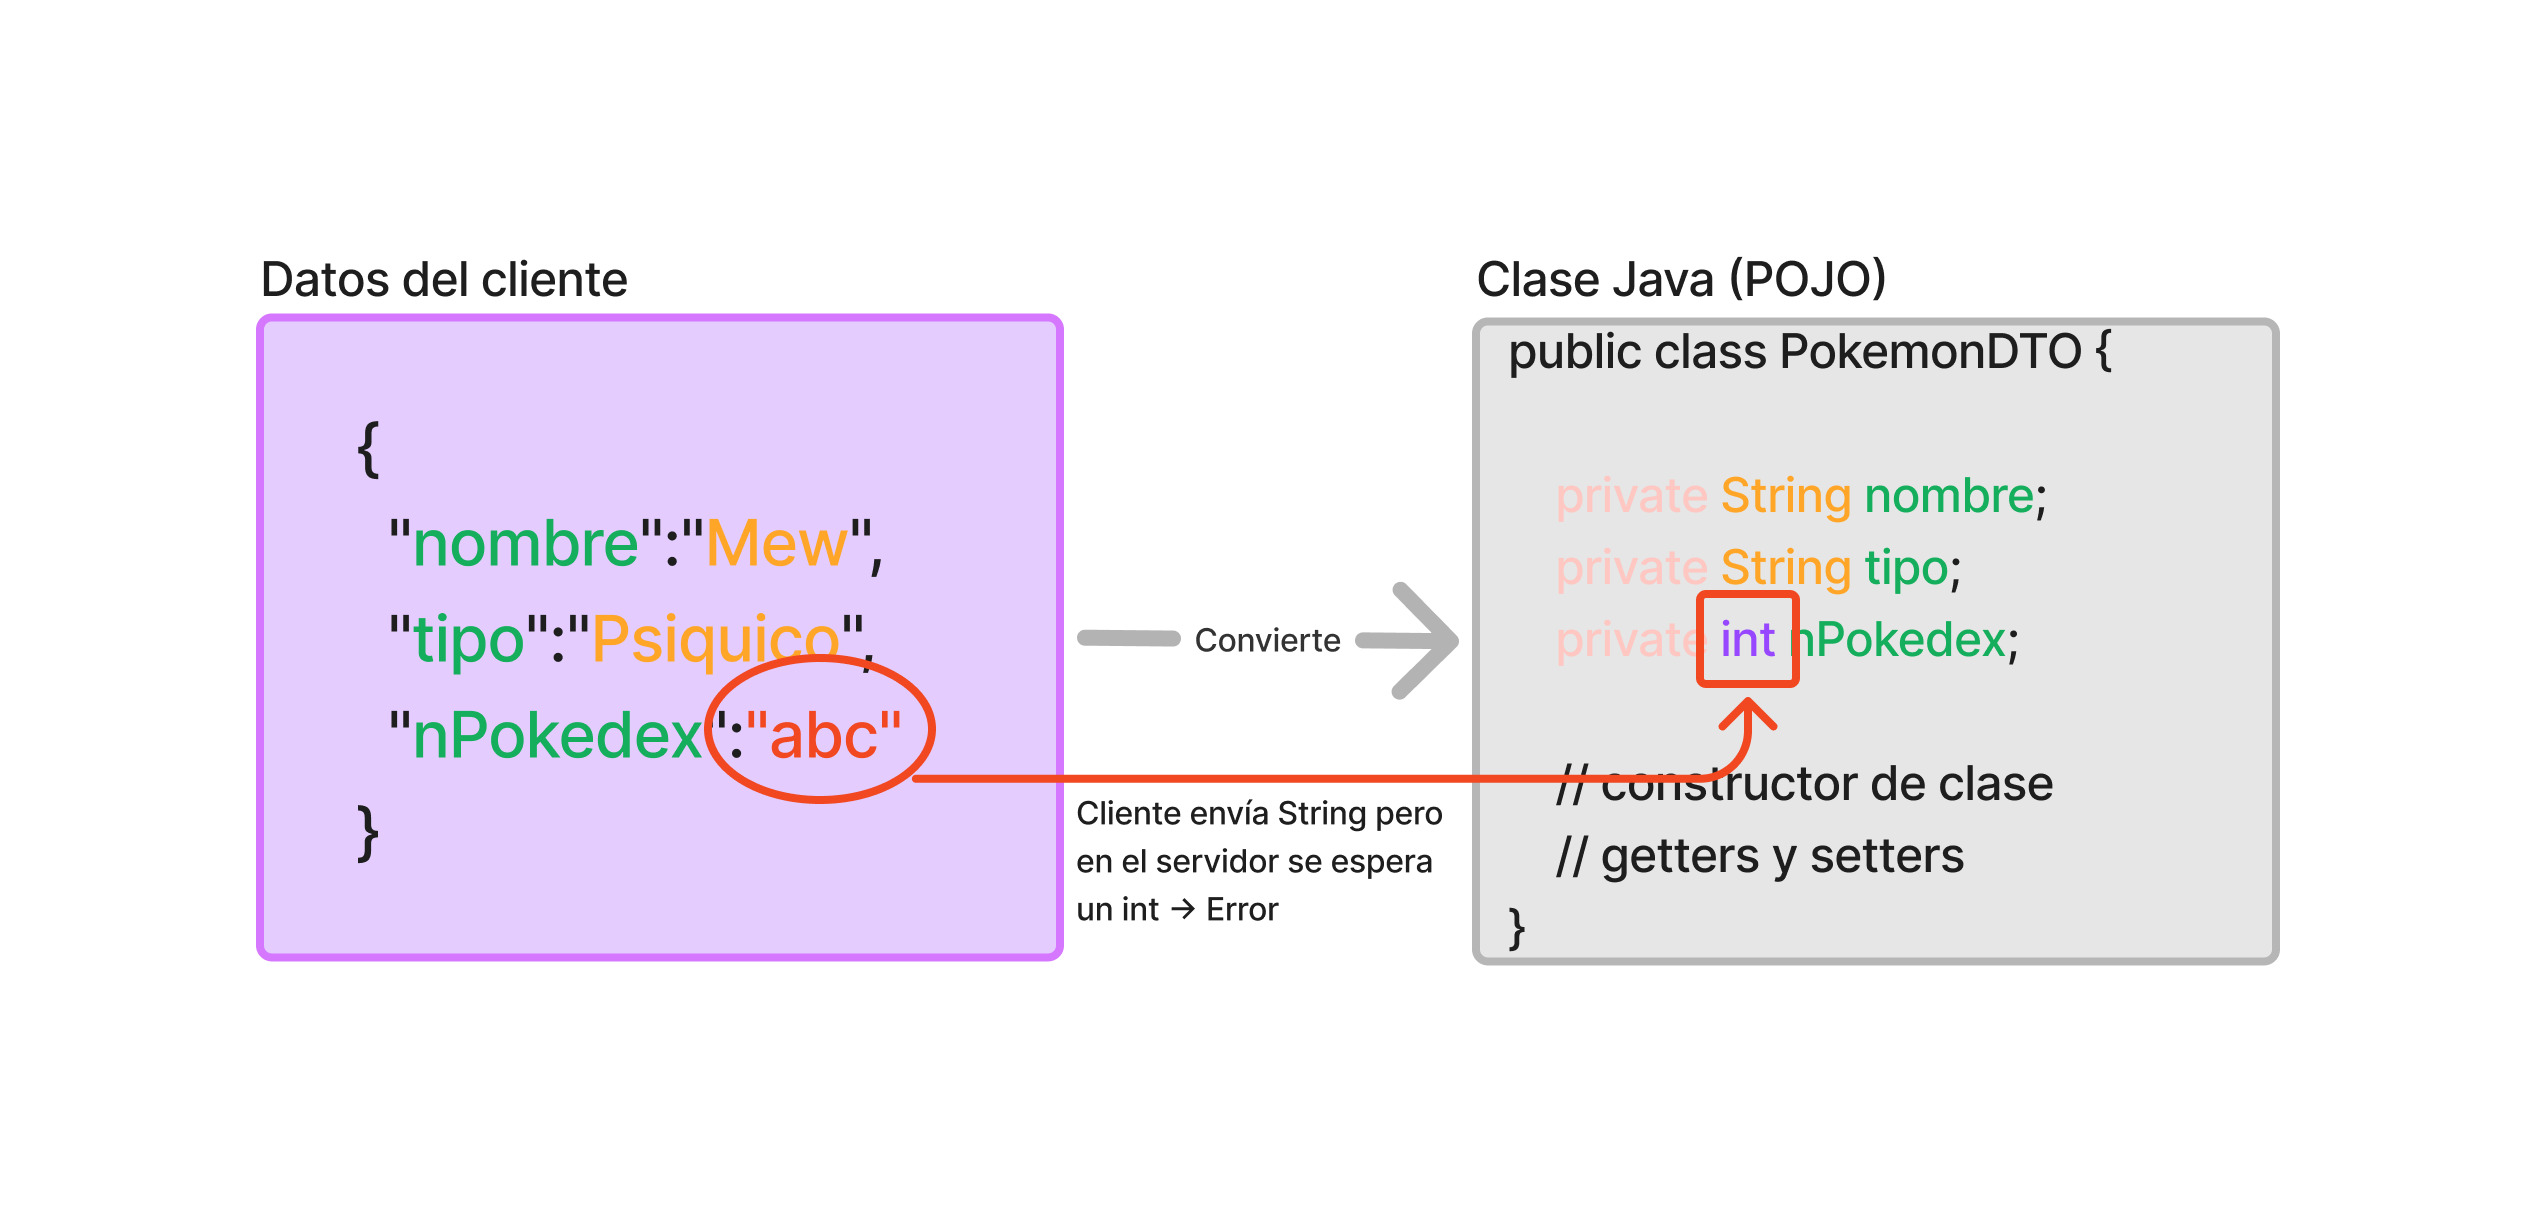 Datos del cliente
{
"nombre":"Mew",
"tipo":"Psiquico",
"nPokedex":"abc"
}
Convierte
Cliente envía String pero
en el servidor se espera
un int → Error
Clase Java (POJO)
public class PokemonDTO {
private String nombre;
private String tipo;
private int nPokedex;
// constructor de clase
// getters y setters
}